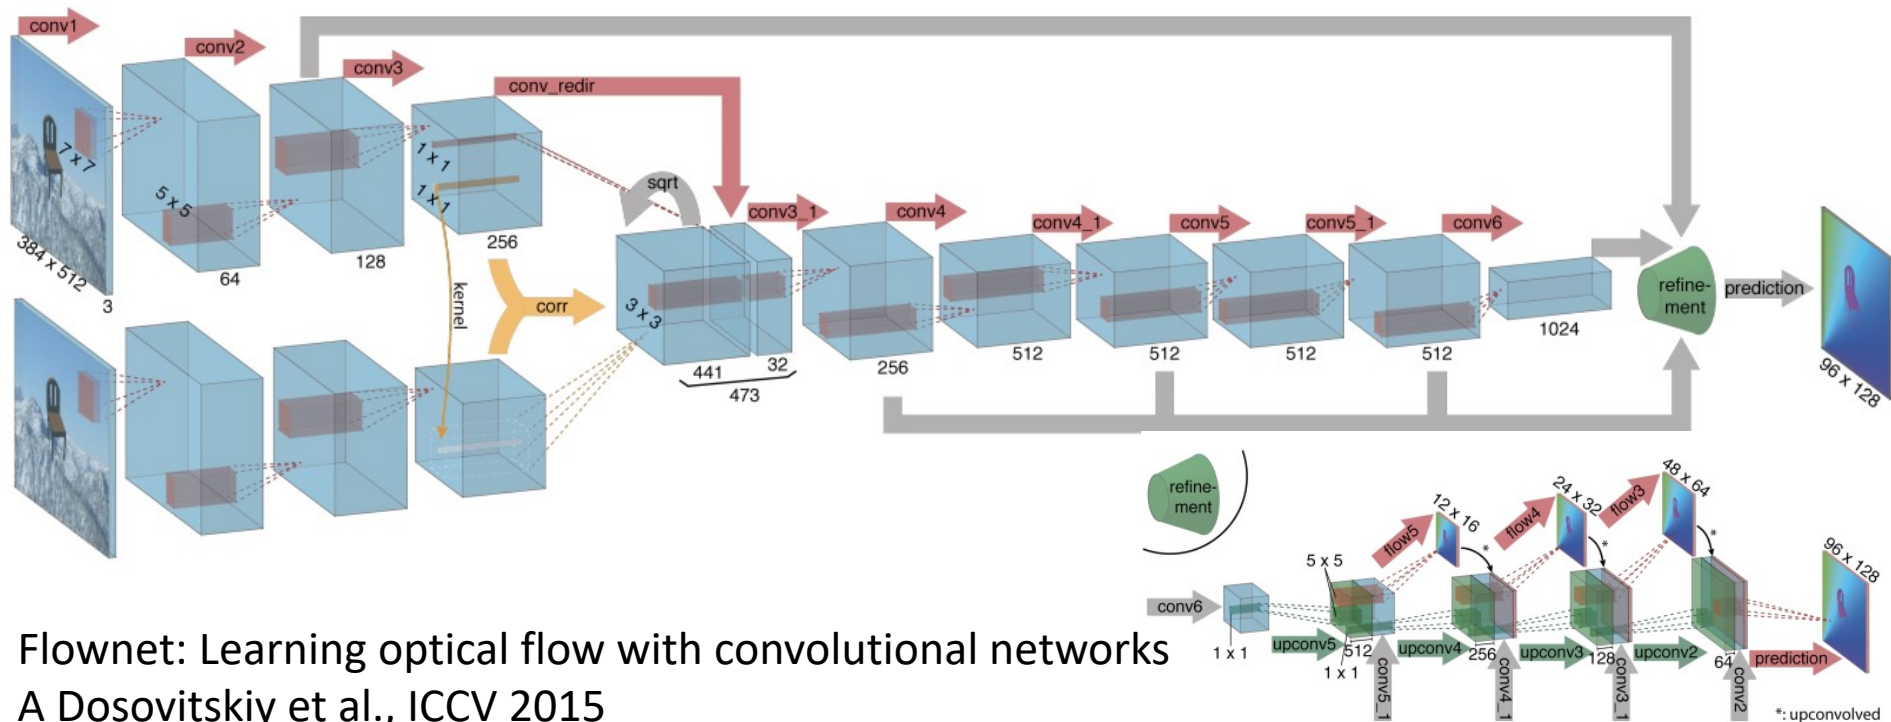 conv1
conv2
conv3
conv_redir
7 x 7
5 x 5
1 x 1
1 x 1
384 x 512
3
64
128
256
kernel
corr
sqrt
conv3_1
conv4
conv4_1
conv5
conv5_1
conv6
3 x 3
441
32
473
256
512
512
512
512
1024
refine-
ment
prediction
96 x 128
refine-
ment
conv6
1 x 1
5 x 5
1 x 1
upconv5
512
conv5_1
flow5
12 x 16
*
upconv4
256
conv4_1
flow4
24 x 32
*
upconv3
128
conv3_1
flow3
48 x 64
*
upconv2
64
conv2
prediction
96 x 128
*: upconvolved
Flownet: Learning optical flow with convolutional networks
A Dosovitskiy et al., ICCV 2015